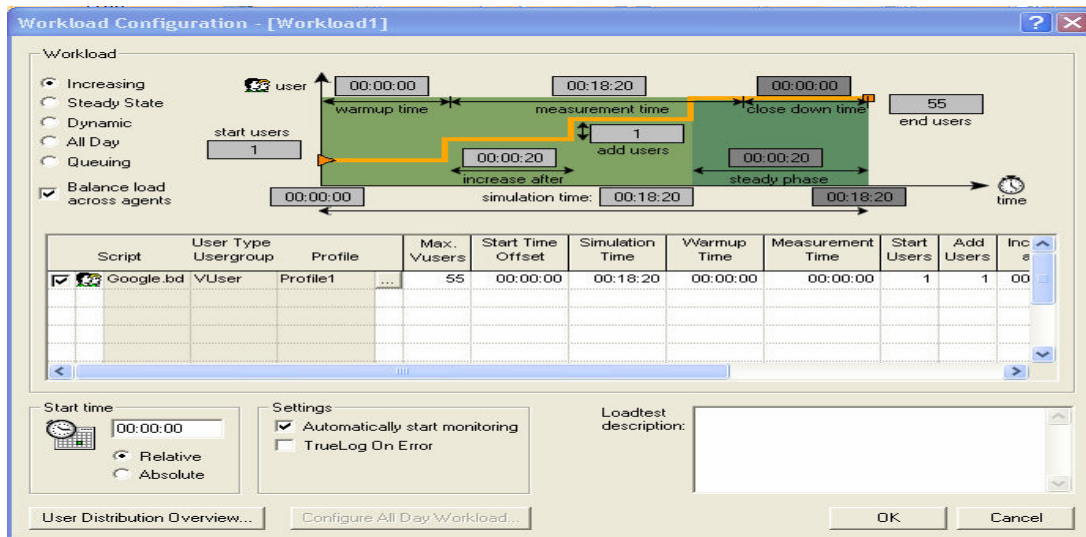 Workload Configuration - [Workload1]
Workload
Increasing
Steady State
Dynamic
All Day
Queuing
Balance load
across agents
user
00:00:00
00:18:20
00:00:00
warmup time
measurement time
close down time
55
end users
start users
1
1
add users
00:00:20
increase after
00:00:20
steady phase
00:00:00
simulation time: 00:18:20
00:18:20
time
Script
User Type
Usergroup
Profile
Max.
Vusers
Start Time
Offset
Simulation
Time
Warmup
Time
Measurement
Time
Start
Users
Add
Users
Inc
a
Google.bd VUser Profile1 ... 55 00:00:00 00:18:20 00:00:00 00:00:00 1 1 00
Start time
00:00:00
Relative
Absolute
Settings
Automatically start monitoring
TrueLog On Error
Loadtest
description:
User Distribution Overview...
Configure All Day Workload...
OK
Cancel